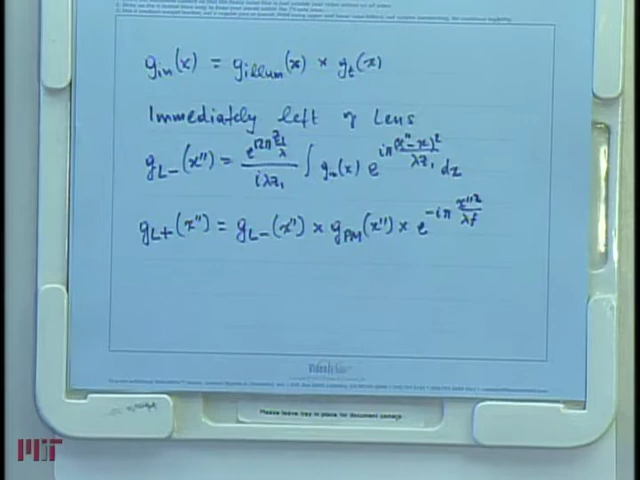 g_in(x) = g_illum(x) × g_t(x)
Immediately left of Lens
g_L-(x'') = e^{i2π z_1/λ} / iλz_1 ∫ g_in(x) e^{iπ (x''-x)^2 / λz_1} dx
g_L+(x'') = g_L-(x'') × g_PM(x'') × e^{-iπ x''^2 / λf}
Please leave tray in place for document camera
MIT